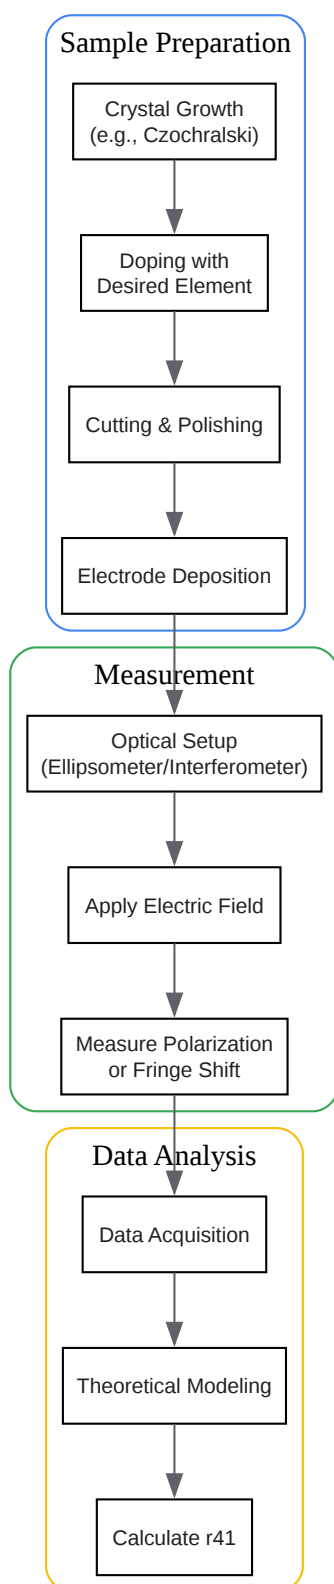 Sample Preparation
Crystal Growth
(e.g., Czochralski)
Doping with
Desired Element
Cutting & Polishing
Electrode Deposition
Measurement
Optical Setup
(Ellipsometer/Interferometer)
Apply Electric Field
Measure Polarization
or Fringe Shift
Data Analysis
Data Acquisition
Theoretical Modeling
Calculate r41